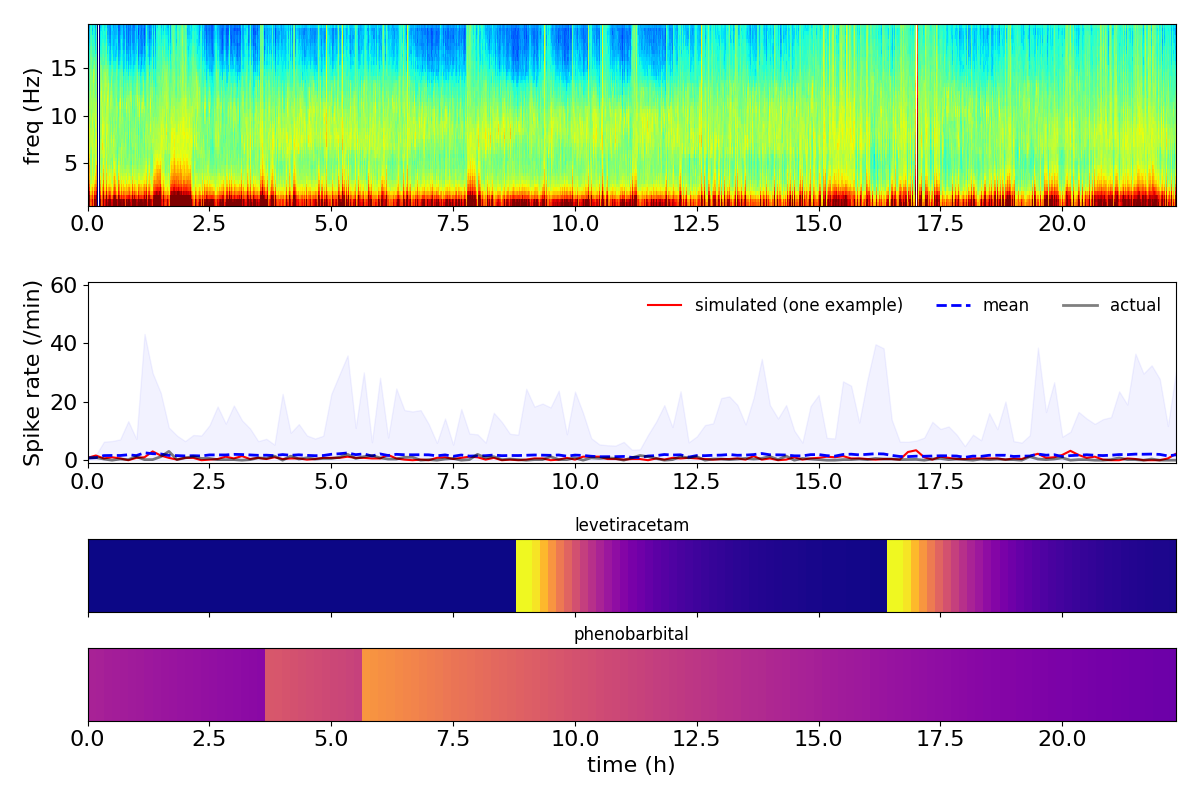 freq (Hz)
15
10
5
0.0 2.5 5.0 7.5 10.0 12.5 15.0 17.5 20.0
Spike rate (/min)
60
40
20
0
simulated (one example) mean actual
0.0 2.5 5.0 7.5 10.0 12.5 15.0 17.5 20.0
levetiracetam
phenobarbital
0.0 2.5 5.0 7.5 10.0 12.5 15.0 17.5 20.0
time (h)